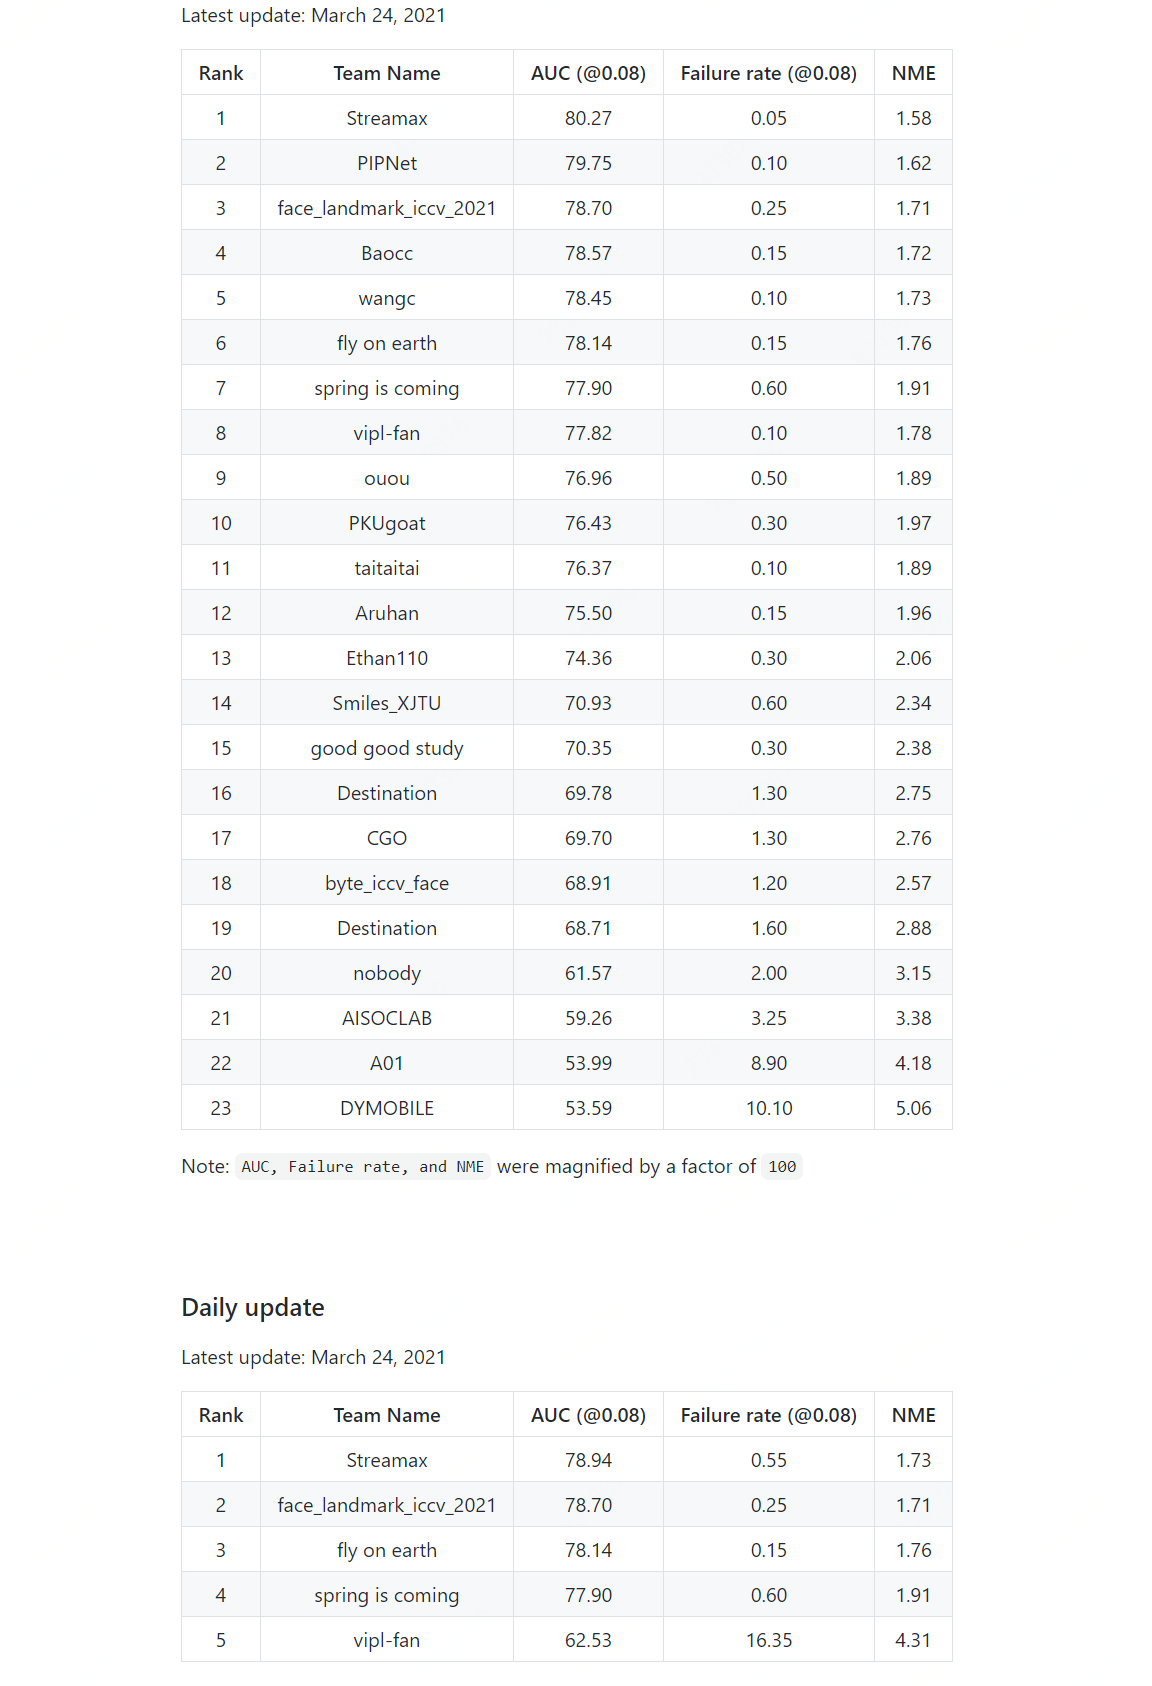 Latest update: March 24, 2021
Rank Team Name AUC (@0.08) Failure rate (@0.08) NME
1 Streamax 80.27 0.05 1.58
2 PIPNet 79.75 0.10 1.62
3 face_landmark_iccv_2021 78.70 0.25 1.71
4 Baocc 78.57 0.15 1.72
5 wangc 78.45 0.10 1.73
6 fly on earth 78.14 0.15 1.76
7 spring is coming 77.90 0.60 1.91
8 vipl-fan 77.82 0.10 1.78
9 ouou 76.96 0.50 1.89
10 PKUgoat 76.43 0.30 1.97
11 taitaitai 76.37 0.10 1.89
12 Aruhan 75.50 0.15 1.96
13 Ethan110 74.36 0.30 2.06
14 Smiles_XJTU 70.93 0.60 2.34
15 good good study 70.35 0.30 2.38
16 Destination 69.78 1.30 2.75
17 CGO 69.70 1.30 2.76
18 byte_iccv_face 68.91 1.20 2.57
19 Destination 68.71 1.60 2.88
20 nobody 61.57 2.00 3.15
21 AISOCLAB 59.26 3.25 3.38
22 A01 53.99 8.90 4.18
23 DYMOBILE 53.59 10.10 5.06
Note: AUC, Failure rate, and NME were magnified by a factor of 100
Daily update
Latest update: March 24, 2021
Rank Team Name AUC (@0.08) Failure rate (@0.08) NME
1 Streamax 78.94 0.55 1.73
2 face_landmark_iccv_2021 78.70 0.25 1.71
3 fly on earth 78.14 0.15 1.76
4 spring is coming 77.90 0.60 1.91
5 vipl-fan 62.53 16.35 4.31